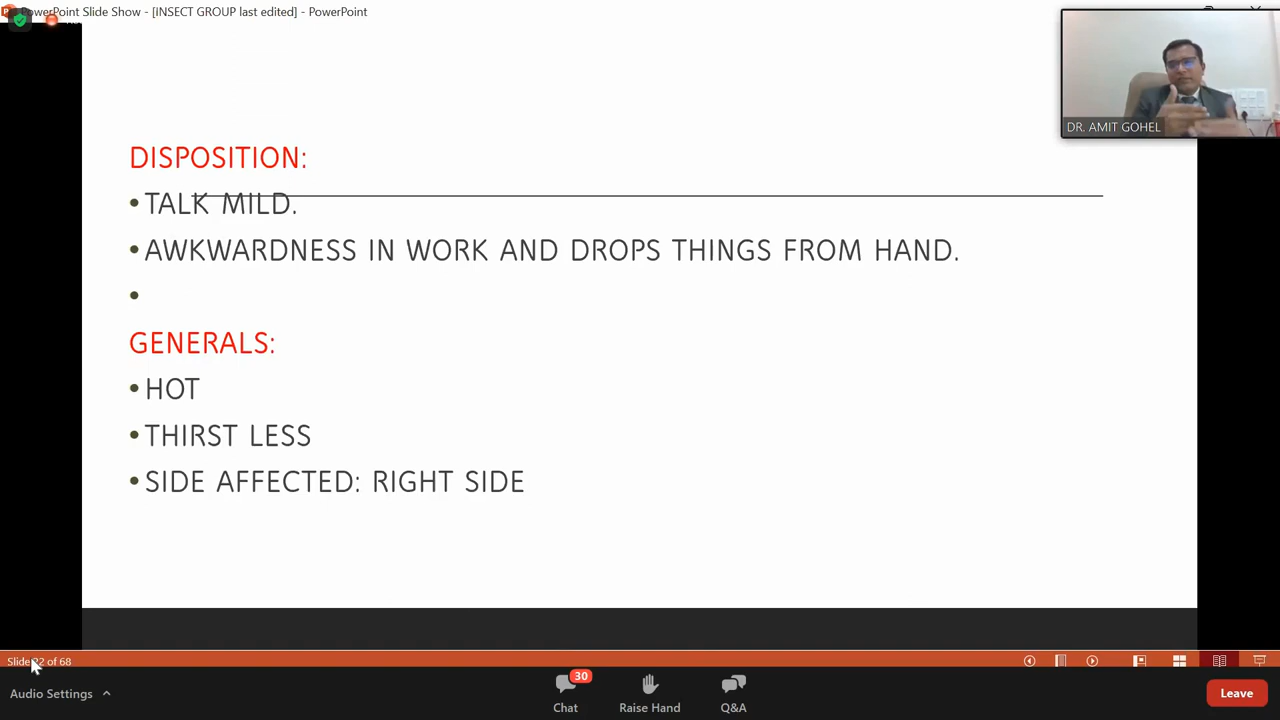 PowerPoint Slide Show - [INSECT GROUP last edited] - PowerPoint
DR. AMIT GOHEL
DISPOSITION:
• TALK MILD.
• AWKWARDNESS IN WORK AND DROPS THINGS FROM HAND.
•
GENERALS:
• HOT
• THIRST LESS
• SIDE AFFECTED: RIGHT SIDE
Slide 22 of 68
Audio Settings
30
Chat
Raise Hand
Q&A
Leave